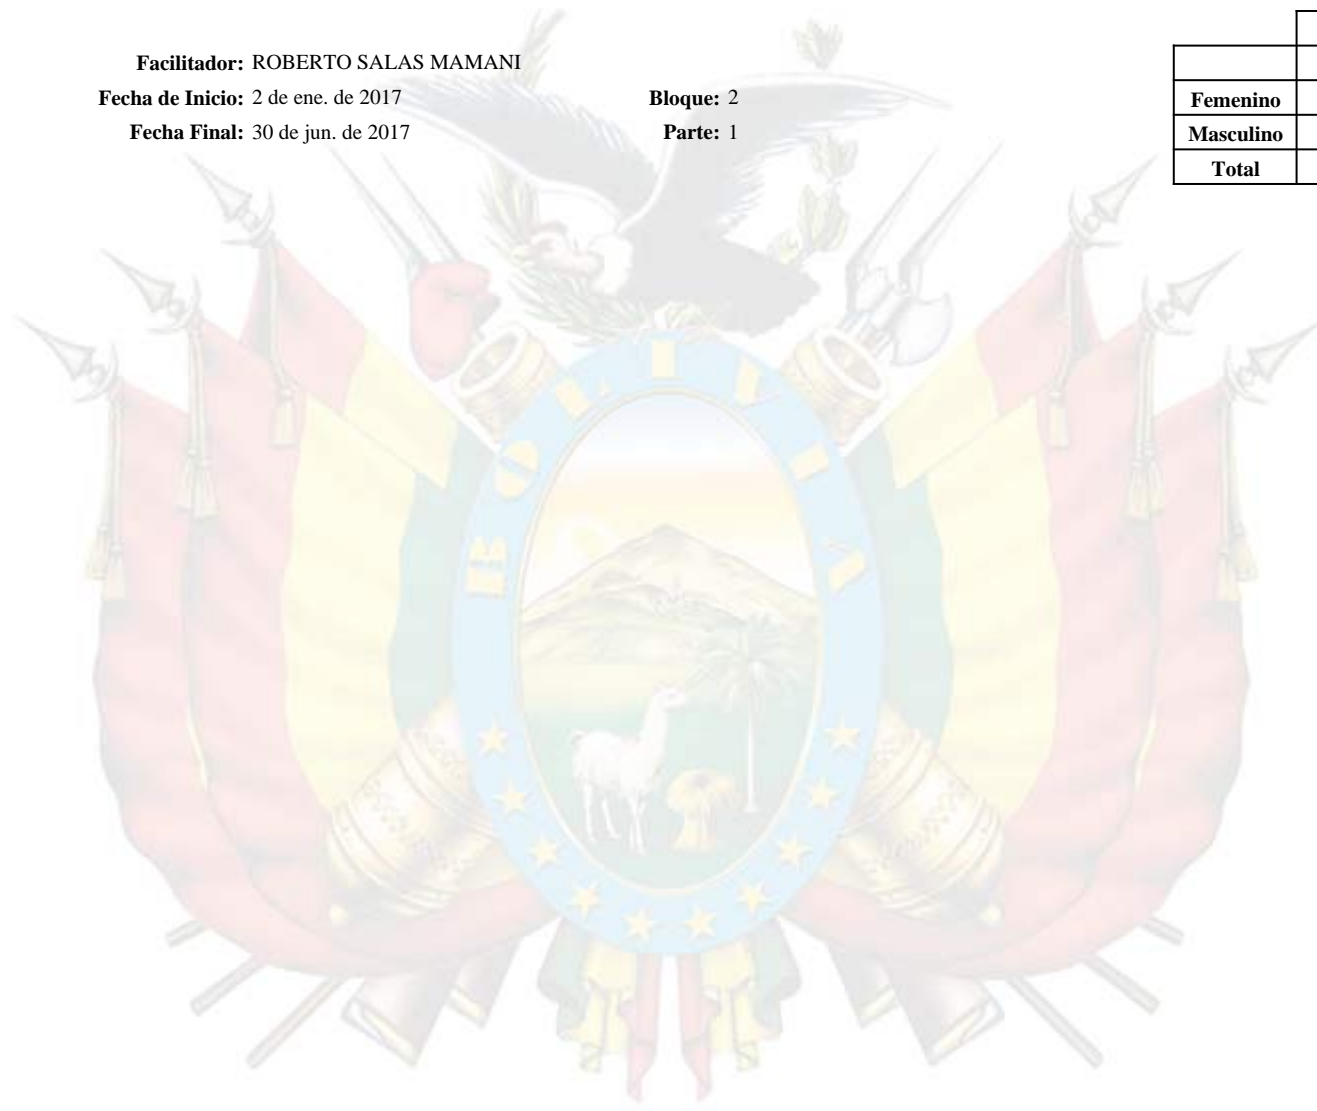 Facilitador: ROBERTO SALAS MAMANI
Fecha de Inicio: 2 de ene. de 2017 Bloque: 2
Fecha Final: 30 de jun. de 2017 Parte: 1
Femenino
Masculino
Total
BOLIVIA